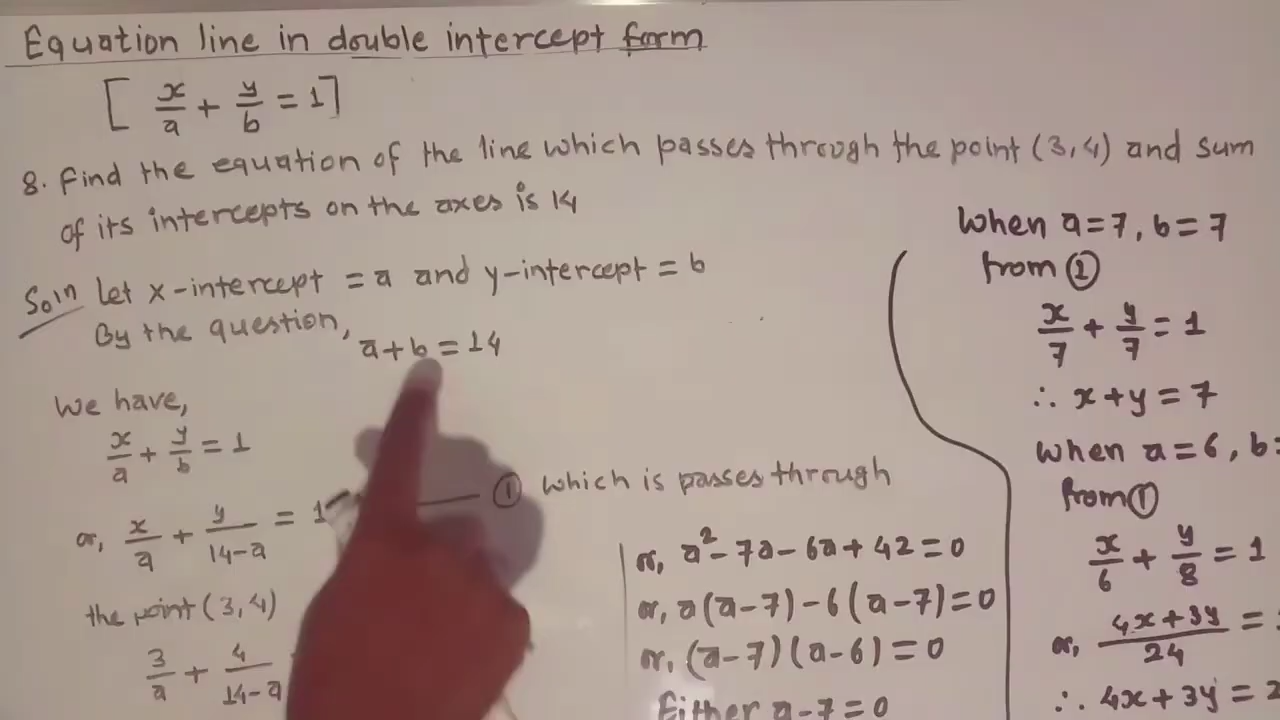 Equation line in double intercept form
[ x/a + y/b = 1]
8. Find the equation of the line which passes through the point (3,4) and sum
of its intercepts on the axes is 14
Soln Let x-intercept = a and y-intercept = b
By the question,
a+b=14
We have,
x/a + y/b = 1
or, x/a + y/14-a = 1 ① which is passes through
the point (3,4)
3/a + 4/14-a
or, a²-7a-6a+42=0
or, a(a-7)-6(a-7)=0
or, (a-7)(a-6)=0
Either a-7=0
When a=7, b=7
from ①
x/7 + y/7 = 1
∴ x+y=7
When a=6, b=
from ①
x/6 + y/8 = 1
or, 4x+3y/24 =
∴ 4x+3y=2